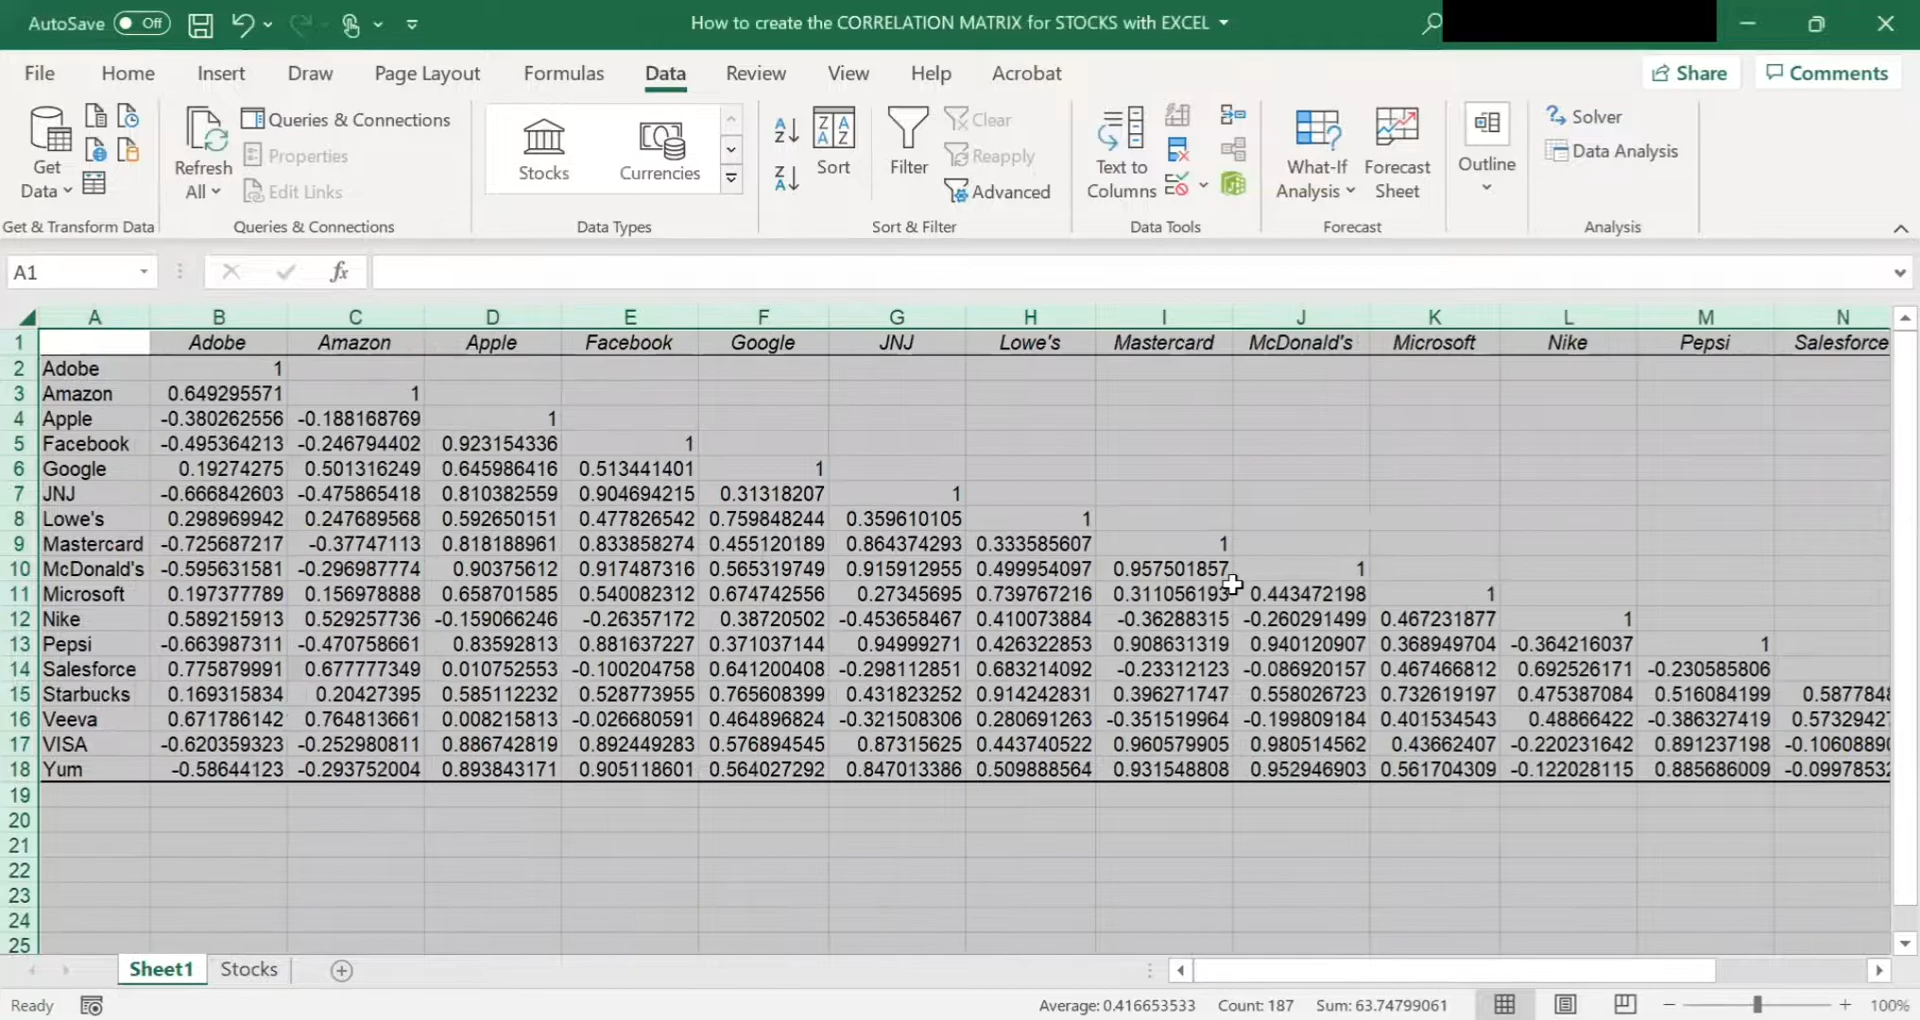 AutoSave Off How to create the CORRELATION MATRIX for STOCKS with EXCEL
File Home Insert Draw Page Layout Formulas Data Review View Help Acrobat Share Comments
Get Data
Refresh All
Queries & Connections
Properties
Edit Links
Stocks Currencies
Sort
Filter
Clear
Reapply
Advanced
Text to Columns
What-If Analysis
Forecast Sheet
Outline
Solver
Data Analysis
Get & Transform Data Queries & Connections Data Types Sort & Filter Data Tools Forecast Analysis
A1 fx
A B C D E F G H I J K L M N
1 Adobe Amazon Apple Facebook Google JNJ Lowe's Mastercard McDonald's Microsoft Nike Pepsi Salesforce
2 Adobe 1
3 Amazon 0.649295571 1
4 Apple -0.380262556 -0.188168769 1
5 Facebook -0.495364213 -0.246794402 0.923154336 1
6 Google 0.19274275 0.501316249 0.645986416 0.513441401 1
7 JNJ -0.666842603 -0.475865418 0.810382559 0.904694215 0.31318207 1
8 Lowe's 0.298969942 0.247689568 0.592650151 0.477826542 0.759848244 0.359610105 1
9 Mastercard -0.725687217 -0.37747113 0.818188961 0.833858274 0.455120189 0.864374293 0.333585607 1
10 McDonald's -0.595631581 -0.296987774 0.90375612 0.917487316 0.565319749 0.915912955 0.499954097 0.957501857 1
11 Microsoft 0.197377789 0.156978888 0.658701585 0.540082312 0.674742556 0.27345695 0.739767216 0.311056193 0.443472198 1
12 Nike 0.589215913 0.529257736 -0.159066246 -0.26357172 0.38720502 -0.453658467 0.410073884 -0.36288315 -0.260291499 0.467231877 1
13 Pepsi -0.663987311 -0.470758661 0.83592813 0.881637227 0.371037144 0.94999271 0.426322853 0.908631319 0.940120907 0.368949704 -0.364216037 1
14 Salesforce 0.775879991 0.677777349 0.010752553 -0.100204758 0.641200408 -0.298112851 0.683214092 -0.23312123 -0.086920157 0.467466812 0.692526171 -0.230585806
15 Starbucks 0.169315834 0.20427395 0.585112232 0.528773955 0.765608399 0.431823252 0.914242831 0.396271747 0.558026723 0.732619197 0.475387084 0.516084199 0.5877848
16 Veeva 0.671786142 0.764813661 0.008215813 -0.026680591 0.464896824 -0.321508306 0.280691263 -0.351519964 -0.199809184 0.401534543 0.48866422 -0.386327419 0.5732942
17 VISA -0.620359323 -0.252980811 0.886742819 0.892449283 0.576894545 0.87315625 0.443740522 0.960579905 0.980514562 0.43662407 -0.220231642 0.891237198 -0.1060889
18 Yum -0.58644123 -0.293752004 0.893843171 0.905118601 0.564027292 0.847013386 0.509888564 0.931548808 0.952946903 0.561704309 -0.122028115 0.885686009 -0.0997853
19
20
21
22
23
24
25
Sheet1 Stocks
Ready Average: 0.416653533 Count: 187 Sum: 63.74799061 100%